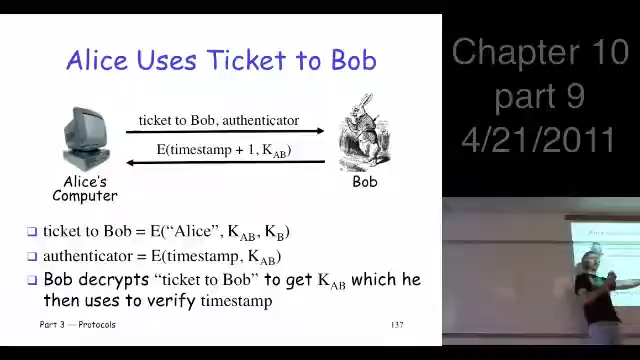 Alice Uses Ticket to Bob
ticket to Bob, authenticator
E(timestamp + 1, KAB)
Alice's
Computer
Bob
ticket to Bob = E(“Alice”, KAB, KB)
authenticator = E(timestamp, KAB)
Bob decrypts “ticket to Bob” to get KAB which he
then uses to verify timestamp
Part 3 — Protocols
137
Chapter 10
part 9
4/21/2011